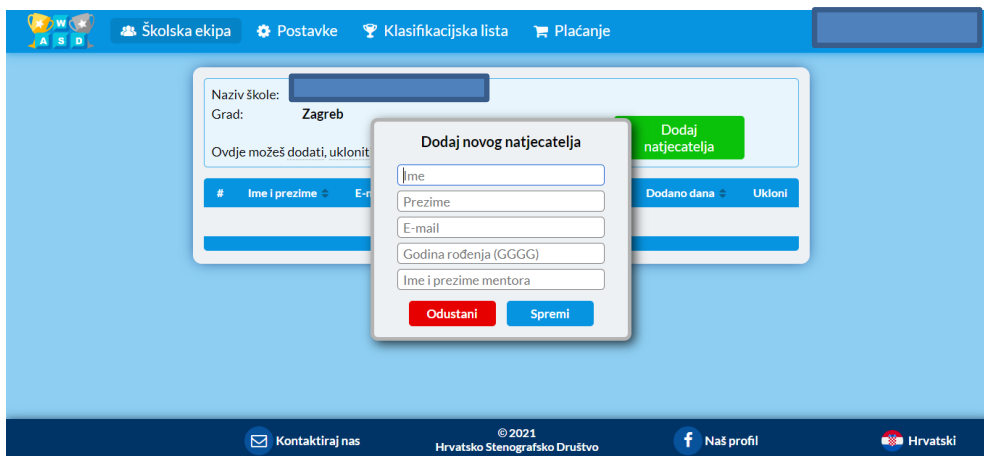 W
A S D
Školska ekipa
Postavke
Klasifikacijska lista
Plaćanje
Naziv škole:
Grad: Zagreb
Ovdje možeš dodati, uklonit
Dodaj
natjecatelja
# Ime i prezime E-
Dodano dana Ukloni
Dodaj novog natjecatelja
Ime
Prezime
E-mail
Godina rođenja (GGGG)
Ime i prezime mentora
Odustani Spremi
Kontaktiraj nas
© 2021
Hrvatsko Stenografsko Društvo
Naš profil
Hrvatski